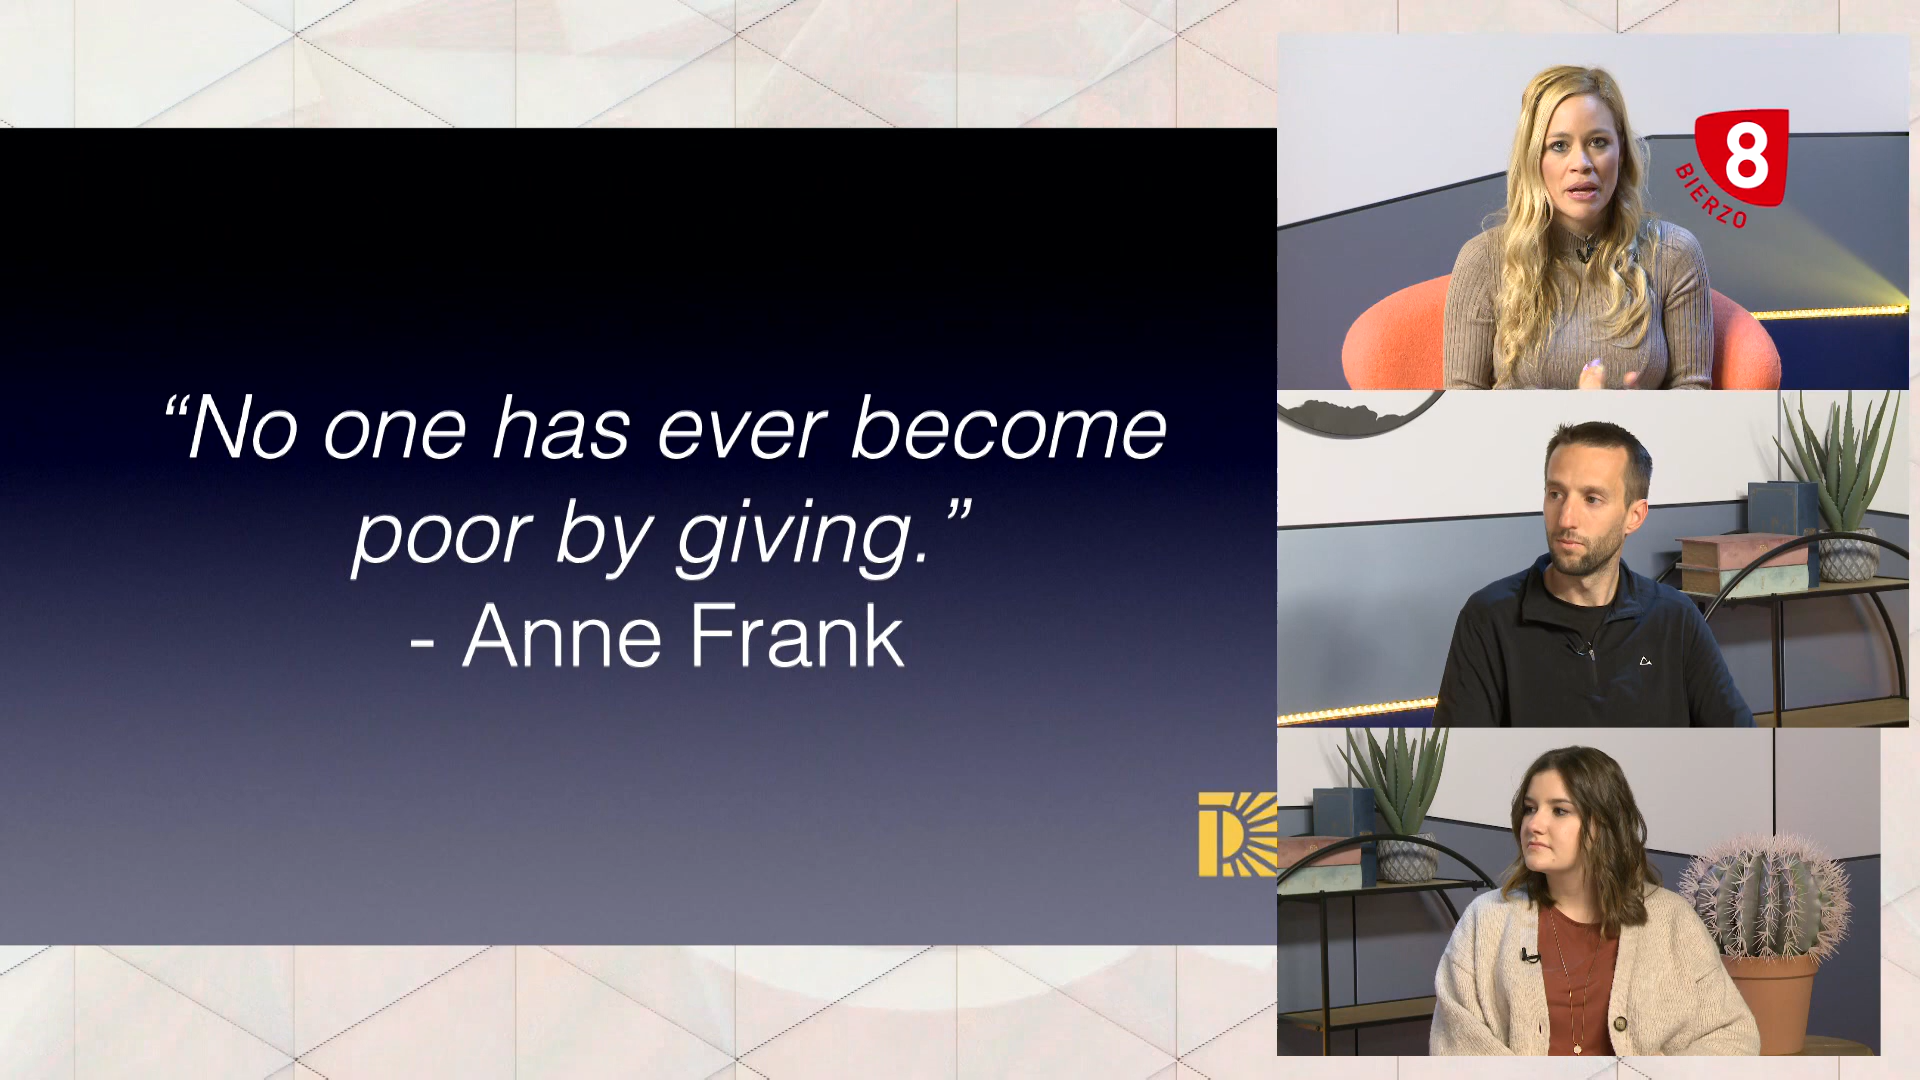 “No one has ever become
poor by giving.”
- Anne Frank
8
BIERZO